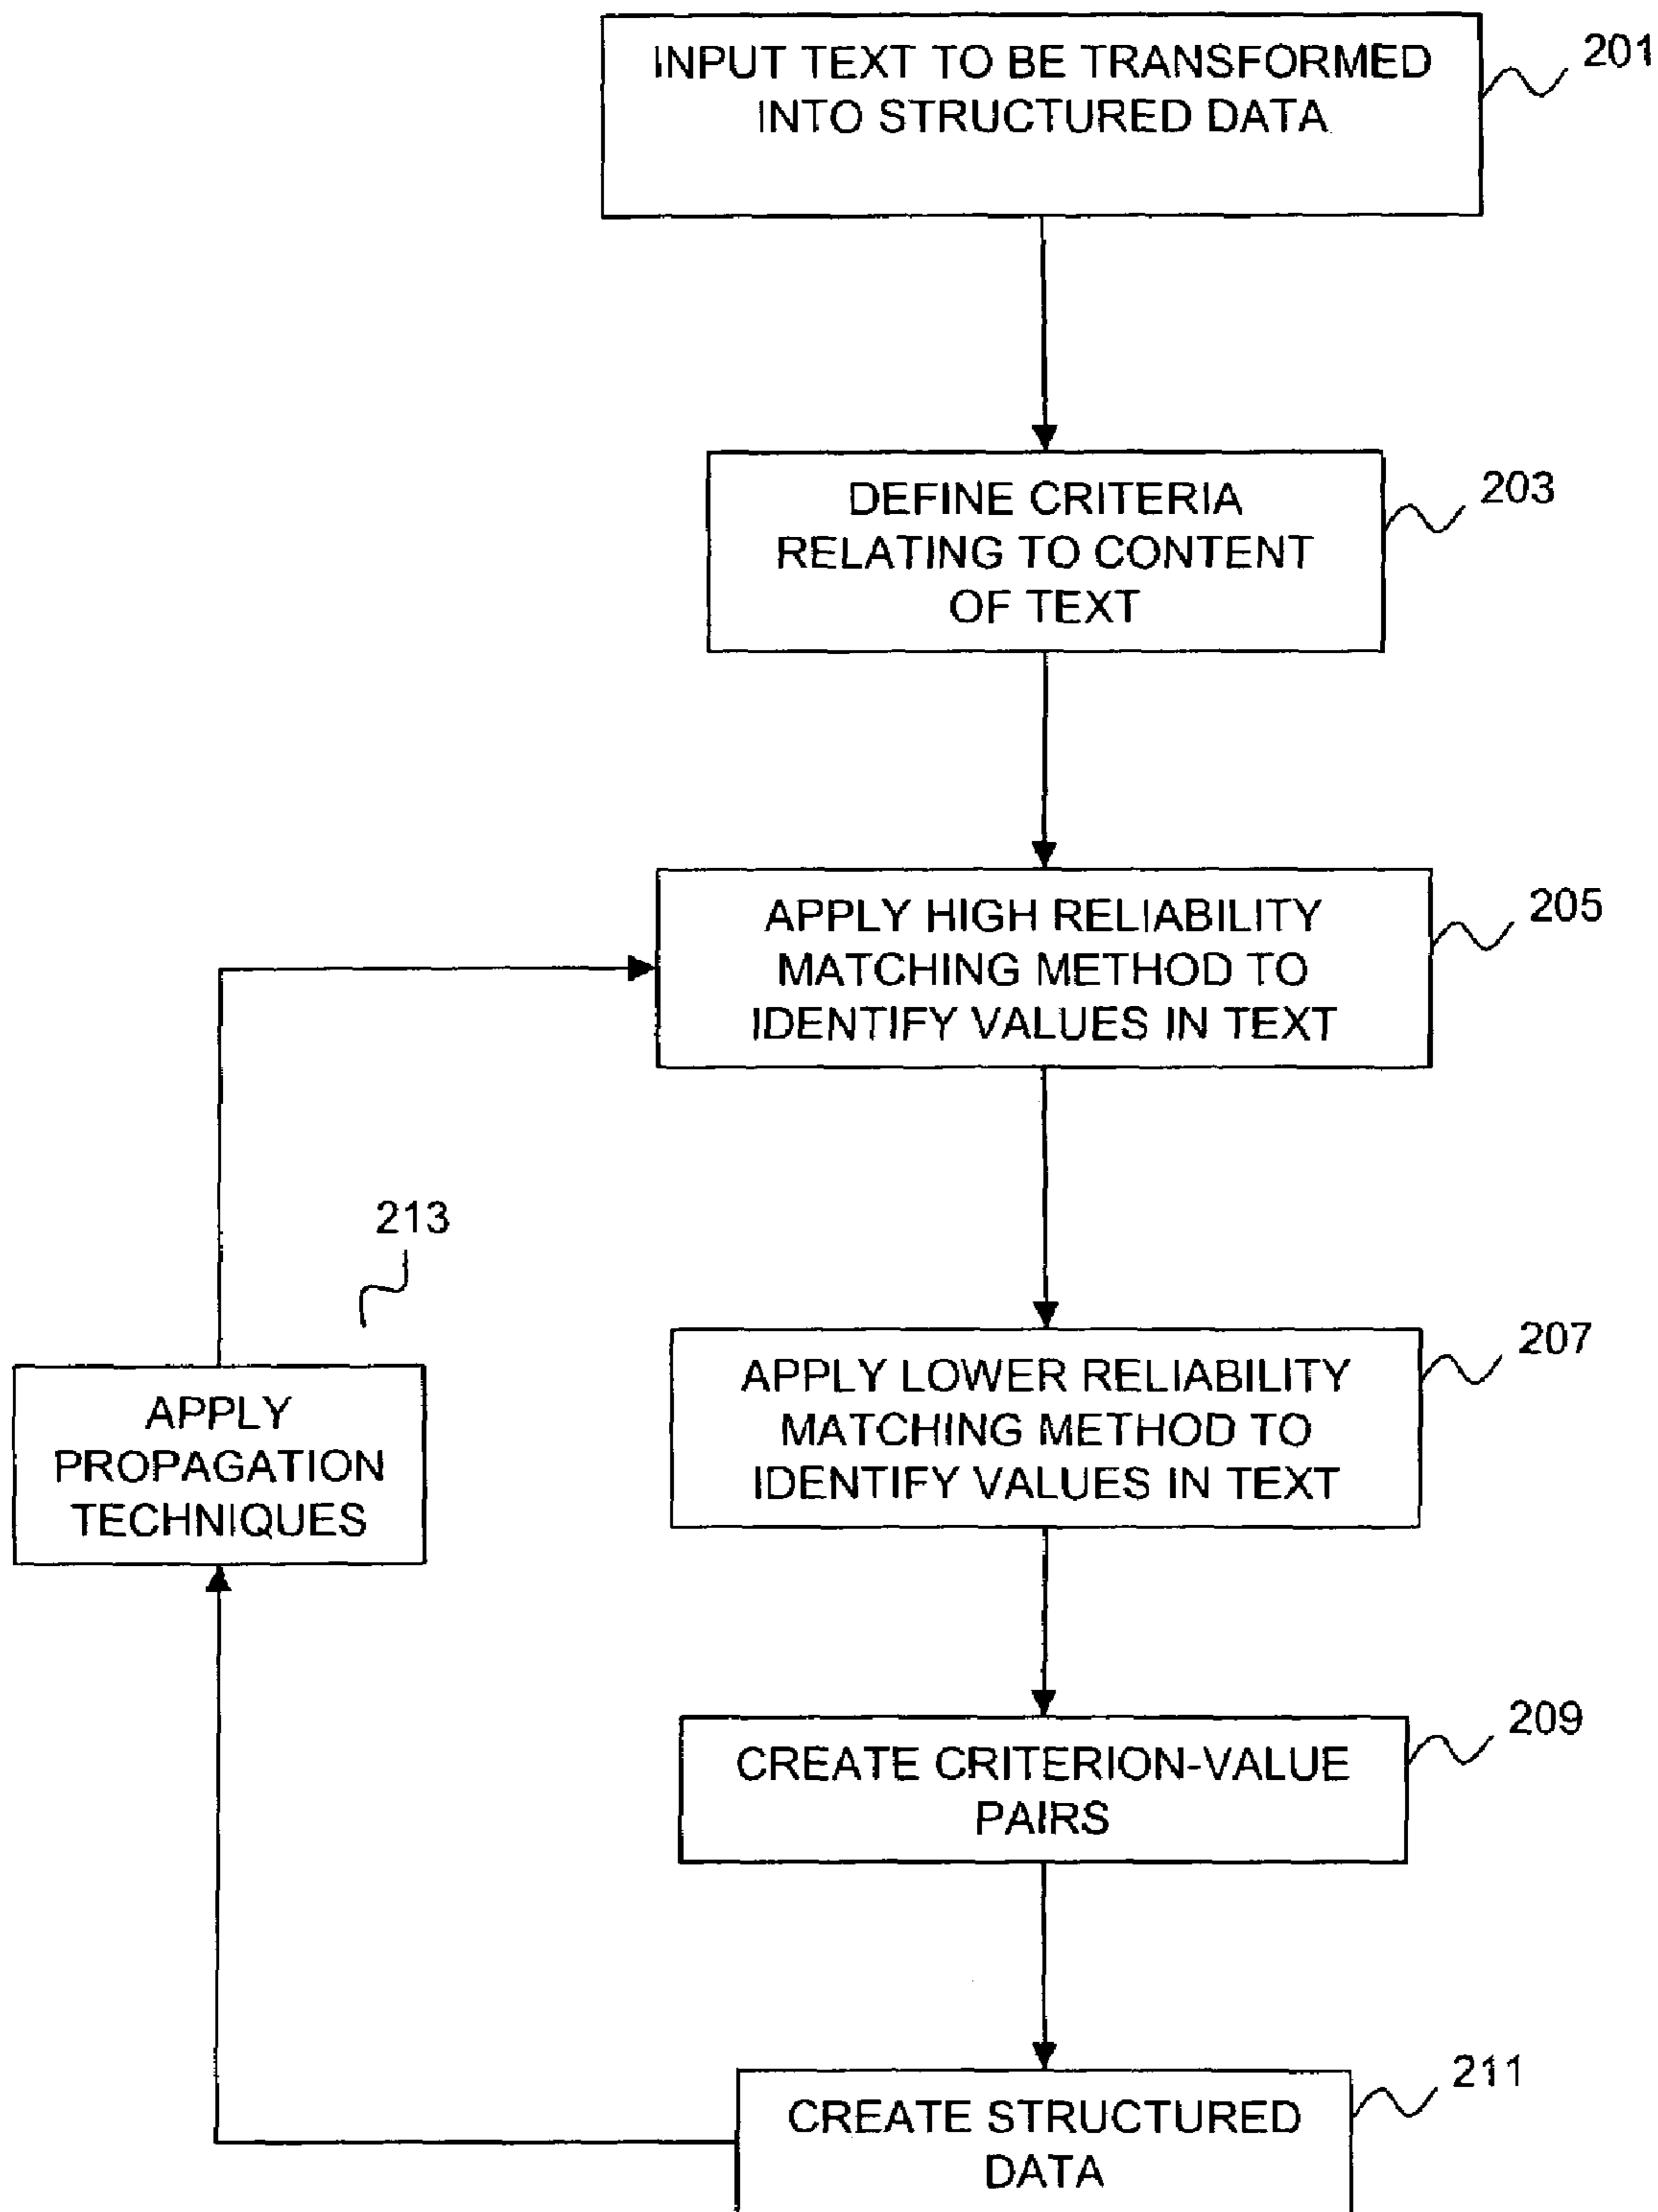 INPUT TEXT TO BE TRANSFORMED
INTO STRUCTURED DATA
201
DEFINE CRITERIA
RELATING TO CONTENT
OF TEXT
203
APPLY HIGH RELIABILITY
MATCHING METHOD TO
IDENTIFY VALUES IN TEXT
205
213
APPLY
PROPAGATION
TECHNIQUES
APPLY LOWER RELIABILITY
MATCHING METHOD TO
IDENTIFY VALUES IN TEXT
207
CREATE CRITERION-VALUE
PAIRS
209
CREATE STRUCTURED
DATA
211